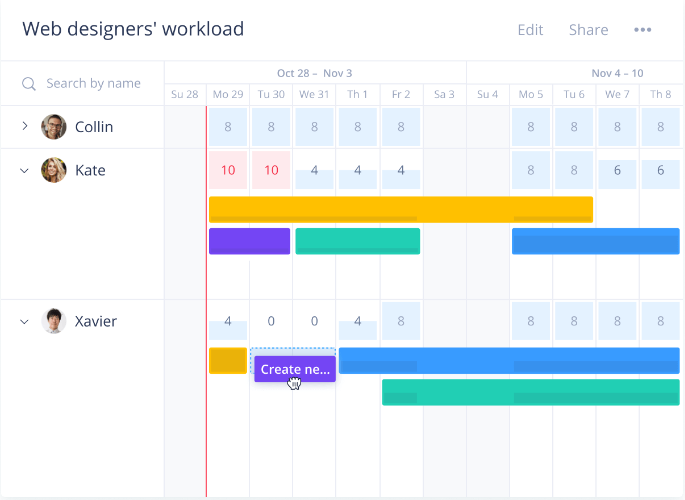 Web designers' workload
Edit Share •••
Search by name
Oct 28 – Nov 3 Nov 4 – 10
Su 28 Mo 29 Tu 30 We 31 Th 1 Fr 2 Sa 3 Su 4 Mo 5 Tu 6 We 7 Th 8
Collin 8 8 8 8 8 8 8 8 8
Kate 10 10 4 4 4 8 8 6 6
Xavier 4 0 0 4 8 8 8 8 8
Create ne...